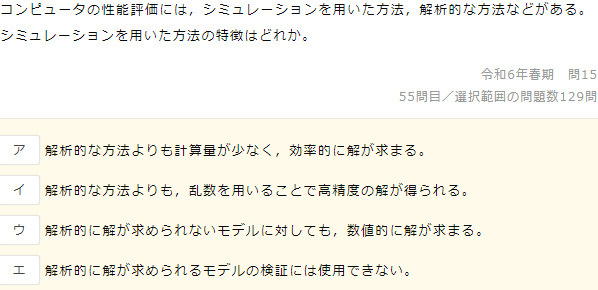 コンピュータの性能評価には，シミュレーションを用いた方法，解析的な方法などがある。
シミュレーションを用いた方法の特徴はどれか。
令和6年春期　問15
55問目／選択範囲の問題数129問
ア　解析的な方法よりも計算量が少なく，効率的に解が求まる。
イ　解析的な方法よりも，乱数を用いることで高精度の解が得られる。
ウ　解析的に解が求められないモデルに対しても，数値的に解が求まる。
エ　解析的に解が求められるモデルの検証には使用できない。